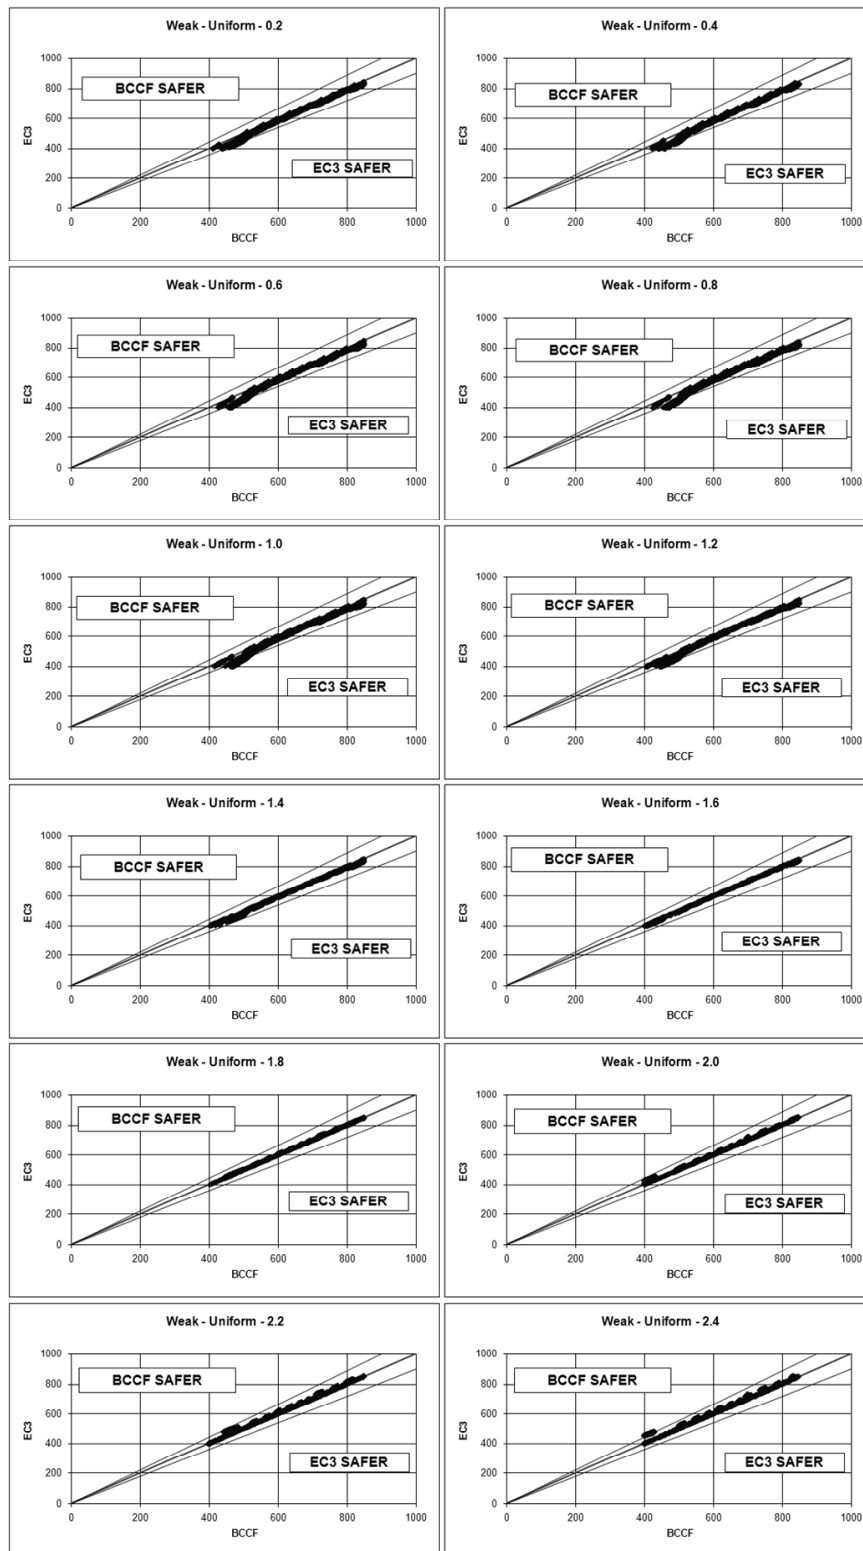 Weak - Uniform - 0.2
1000
800
600
400
200
0
EC3
BCCF SAFER
EC3 SAFER
0 200 400 600 800 1000
BCCF
Weak - Uniform - 0.4
1000
800
600
400
200
0
EC3
BCCF SAFER
EC3 SAFER
0 200 400 600 800 1000
BCCF
Weak - Uniform - 0.6
1000
800
600
400
200
0
EC3
BCCF SAFER
EC3 SAFER
0 200 400 600 800 1000
BCCF
Weak - Uniform - 0.8
1000
800
600
400
200
0
EC3
BCCF SAFER
EC3 SAFER
0 200 400 600 800 1000
BCCF
Weak - Uniform - 1.0
1000
800
600
400
200
0
EC3
BCCF SAFER
EC3 SAFER
0 200 400 600 800 1000
BCCF
Weak - Uniform - 1.2
1000
800
600
400
200
0
EC3
BCCF SAFER
EC3 SAFER
0 200 400 600 800 1000
BCCF
Weak - Uniform - 1.4
1000
800
600
400
200
0
EC3
BCCF SAFER
EC3 SAFER
0 200 400 600 800 1000
BCCF
Weak - Uniform - 1.6
1000
800
600
400
200
0
EC3
BCCF SAFER
EC3 SAFER
0 200 400 600 800 1000
BCCF
Weak - Uniform - 1.8
1000
800
600
400
200
0
EC3
BCCF SAFER
EC3 SAFER
0 200 400 600 800 1000
BCCF
Weak - Uniform - 2.0
1000
800
600
400
200
0
EC3
BCCF SAFER
EC3 SAFER
0 200 400 600 800 1000
BCCF
Weak - Uniform - 2.2
1000
800
600
400
200
0
EC3
BCCF SAFER
EC3 SAFER
0 200 400 600 800 1000
BCCF
Weak - Uniform - 2.4
1000
800
600
400
200
0
EC3
BCCF SAFER
EC3 SAFER
0 200 400 600 800 1000
BCCF